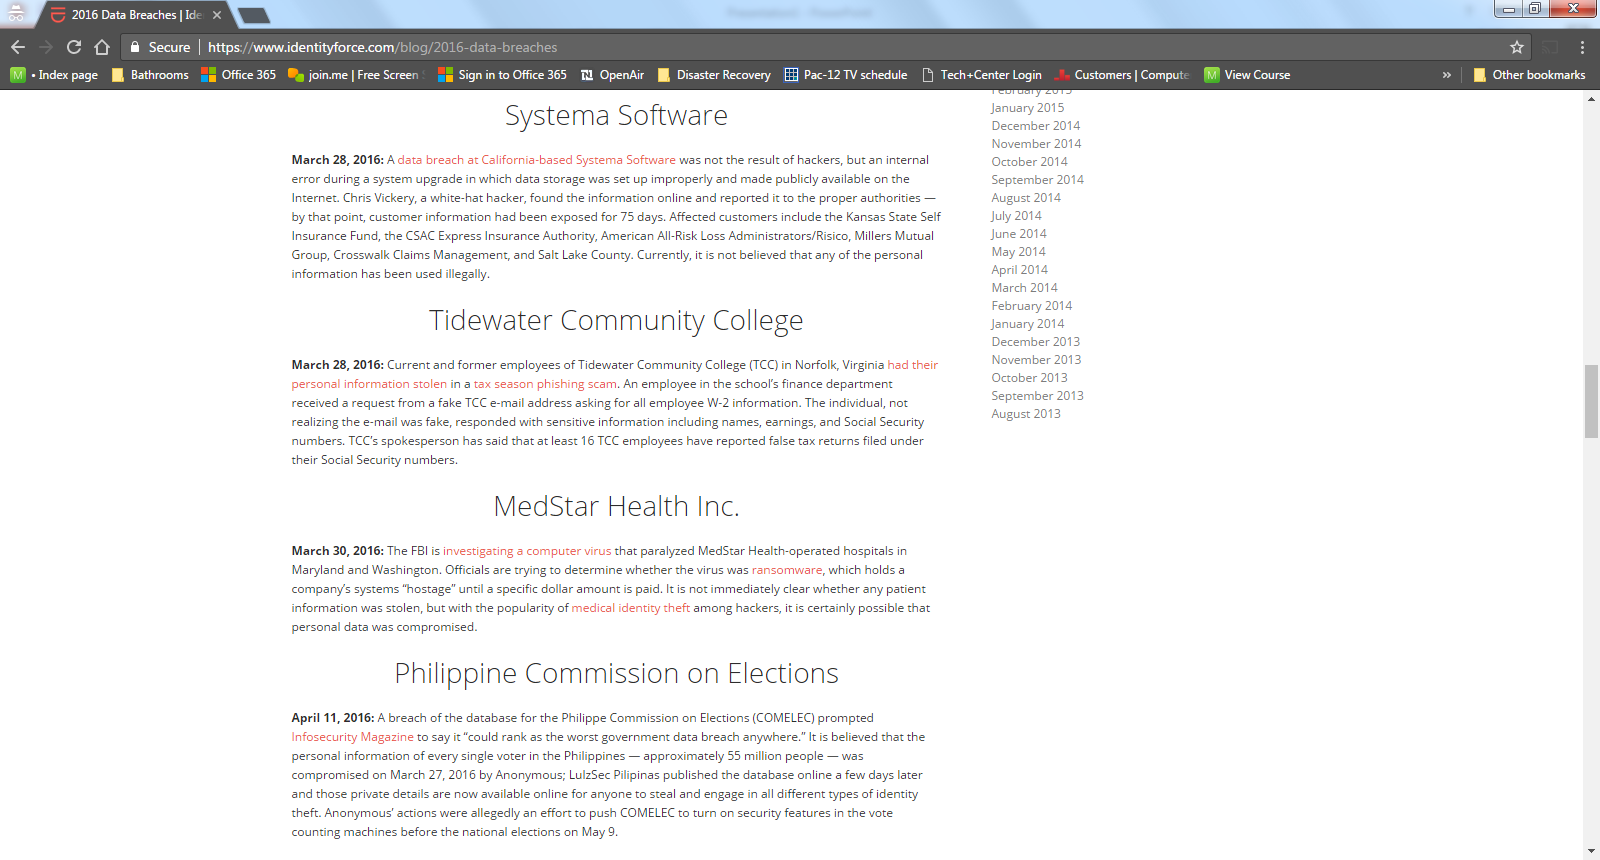 2016 Data Breaches | Ide
Secure | https://www.identityforce.com/blog/2016-data-breaches
M • Index page Bathrooms Office 365 join.me | Free Screen S Sign in to Office 365 OpenAir Disaster Recovery Pac-12 TV schedule Tech+Center Login Customers | Compute M View Course » Other bookmarks
Systema Software
March 28, 2016: A data breach at California-based Systema Software was not the result of hackers, but an internal
error during a system upgrade in which data storage was set up improperly and made publicly available on the
Internet. Chris Vickery, a white-hat hacker, found the information online and reported it to the proper authorities —
by that point, customer information had been exposed for 75 days. Affected customers include the Kansas State Self
Insurance Fund, the CSAC Express Insurance Authority, American All-Risk Loss Administrators/Risico, Millers Mutual
Group, Crosswalk Claims Management, and Salt Lake County. Currently, it is not believed that any of the personal
information has been used illegally.
Tidewater Community College
March 28, 2016: Current and former employees of Tidewater Community College (TCC) in Norfolk, Virginia had their
personal information stolen in a tax season phishing scam. An employee in the school’s finance department
received a request from a fake TCC e-mail address asking for all employee W-2 information. The individual, not
realizing the e-mail was fake, responded with sensitive information including names, earnings, and Social Security
numbers. TCC’s spokesperson has said that at least 16 TCC employees have reported false tax returns filed under
their Social Security numbers.
MedStar Health Inc.
March 30, 2016: The FBI is investigating a computer virus that paralyzed MedStar Health-operated hospitals in
Maryland and Washington. Officials are trying to determine whether the virus was ransomware, which holds a
company’s systems “hostage” until a specific dollar amount is paid. It is not immediately clear whether any patient
information was stolen, but with the popularity of medical identity theft among hackers, it is certainly possible that
personal data was compromised.
Philippine Commission on Elections
April 11, 2016: A breach of the database for the Philippe Commission on Elections (COMELEC) prompted
Infosecurity Magazine to say it “could rank as the worst government data breach anywhere.” It is believed that the
personal information of every single voter in the Philippines — approximately 55 million people — was
compromised on March 27, 2016 by Anonymous; LulzSec Pilipinas published the database online a few days later
and those private details are now available online for anyone to steal and engage in all different types of identity
theft. Anonymous’ actions were allegedly an effort to push COMELEC to turn on security features in the vote
counting machines before the national elections on May 9.
February 2015
January 2015
December 2014
November 2014
October 2014
September 2014
August 2014
July 2014
June 2014
May 2014
April 2014
March 2014
February 2014
January 2014
December 2013
November 2013
October 2013
September 2013
August 2013